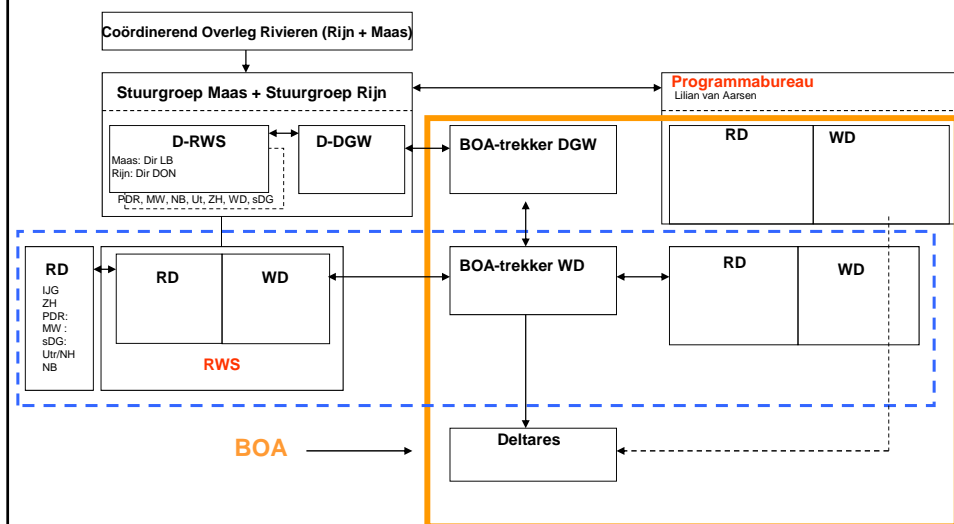 Coördinerend Overleg Rivieren (Rijn + Maas)
Stuurgroep Maas + Stuurgroep Rijn
Programmabureau
Lilian van Aarsen
D-RWS
Maas: Dir LB
Rijn: Dir DON
D-DGW
PDR, MW, NB, Ut, ZH, WD, sDG
BOA-trekker DGW
RD
WD
RD
IJG
ZH
PDR:
MW :
sDG:
Utr/NH
NB
RD
WD
RWS
BOA-trekker WD
RD
WD
BOA
Deltares